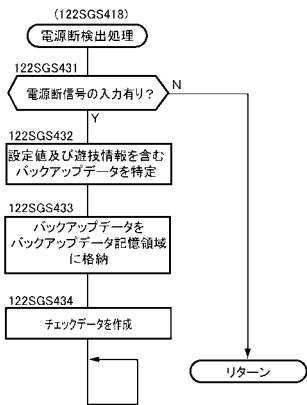 (122SGS418)
電源断検出処理
122SGS431
電源断信号の入力有り?
N
Y
122SGS432
設定値及び遊技情報を含む
バックアップデータを特定
122SGS433
バックアップデータを
バックアップデータ記憶領域
に格納
122SGS434
チェックデータを作成
リターン